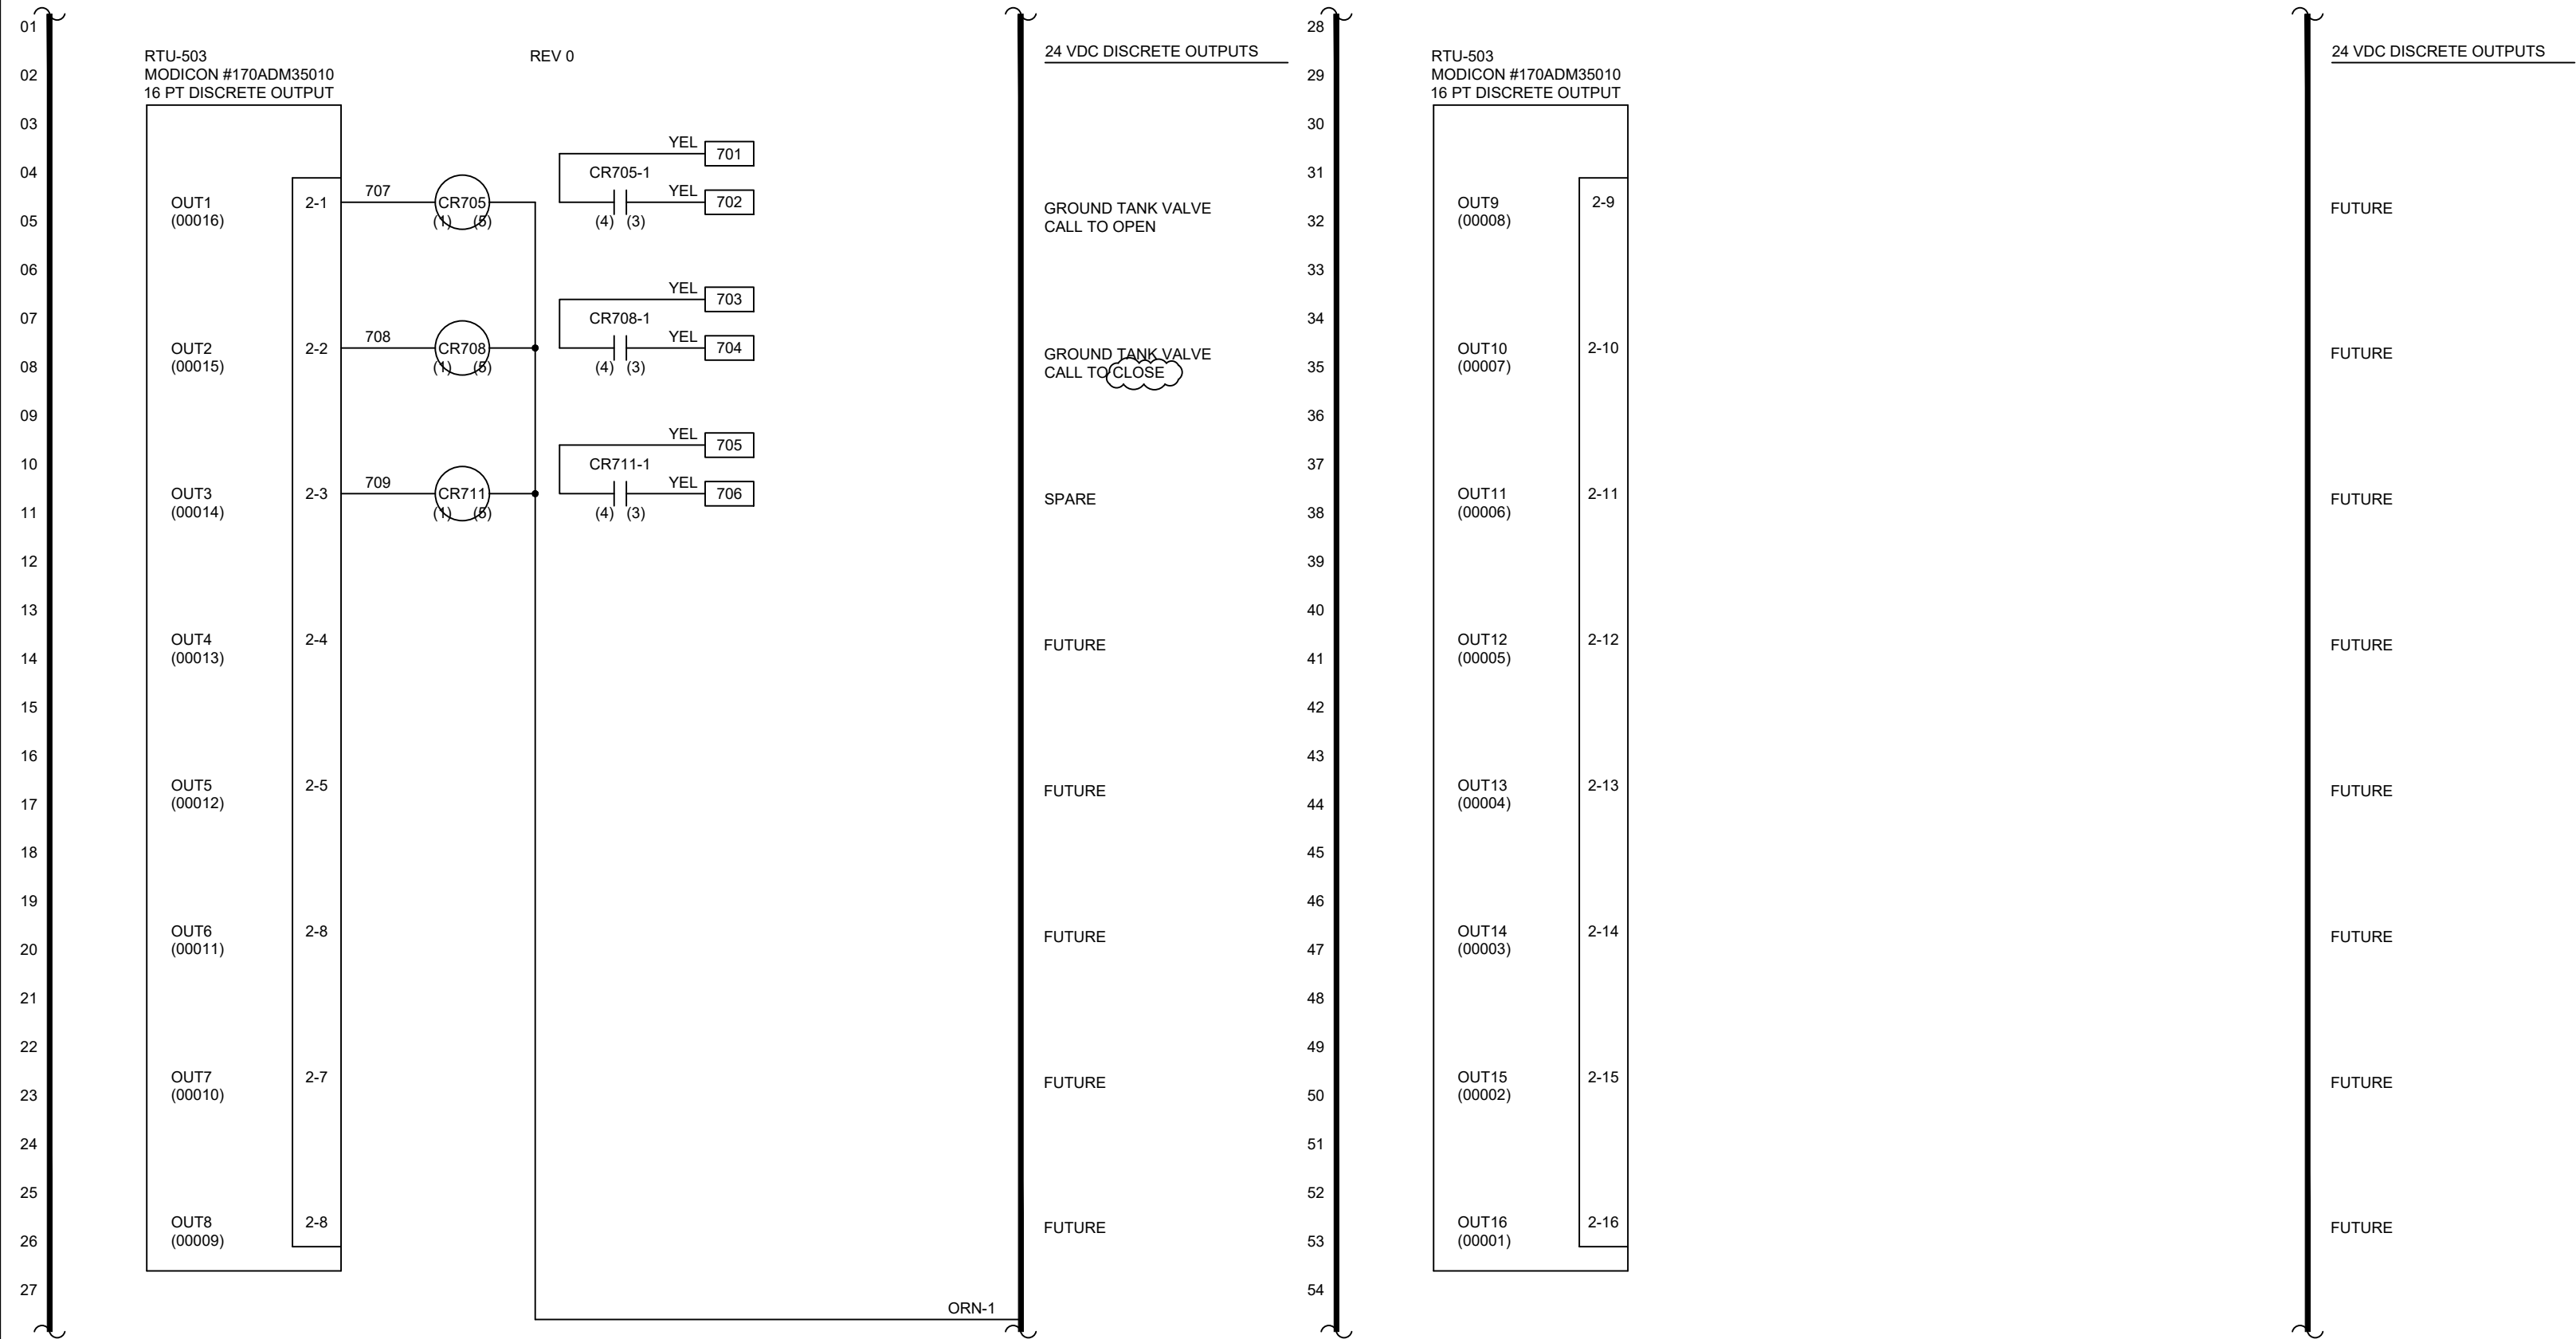 01
02
03
04
05
06
07
08
09
10
11
12
13
14
15
16
17
18
19
20
21
22
23
24
25
26
27
RTU-503
MODICON #170ADM35010
16 PT DISCRETE OUTPUT
REV 0
OUT1
(00016)
2-1
707
CR705
(1) (5)
YEL 701
CR705-1
YEL 702
(4) (3)
OUT2
(00015)
2-2
708
CR708
(1) (5)
YEL 703
CR708-1
YEL 704
(4) (3)
OUT3
(00014)
2-3
709
CR711
(1) (5)
YEL 705
CR711-1
YEL 706
(4) (3)
OUT4
(00013)
2-4
OUT5
(00012)
2-5
OUT6
(00011)
2-8
OUT7
(00010)
2-7
OUT8
(00009)
2-8
ORN-1
24 VDC DISCRETE OUTPUTS
GROUND TANK VALVE
CALL TO OPEN
GROUND TANK VALVE
CALL TO CLOSE
SPARE
FUTURE
FUTURE
FUTURE
FUTURE
FUTURE
28
29
30
31
32
33
34
35
36
37
38
39
40
41
42
43
44
45
46
47
48
49
50
51
52
53
54
RTU-503
MODICON #170ADM35010
16 PT DISCRETE OUTPUT
OUT9
(00008)
2-9
OUT10
(00007)
2-10
OUT11
(00006)
2-11
OUT12
(00005)
2-12
OUT13
(00004)
2-13
OUT14
(00003)
2-14
OUT15
(00002)
2-15
OUT16
(00001)
2-16
24 VDC DISCRETE OUTPUTS
FUTURE
FUTURE
FUTURE
FUTURE
FUTURE
FUTURE
FUTURE
FUTURE